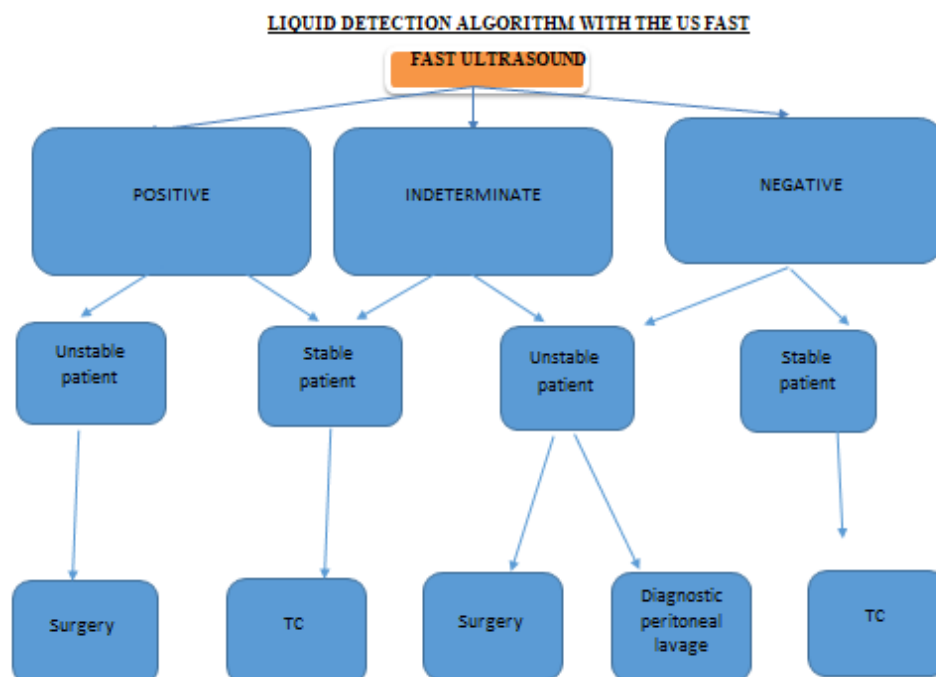 LIQUID DETECTION ALGORITHM WITH THE US FAST
FAST ULTRASOUND
POSITIVE
INDETERMINATE
NEGATIVE
Unstable
patient
Stable
patient
Unstable
patient
Stable
patient
Surgery
TC
Surgery
Diagnostic
peritoneal
lavage
TC